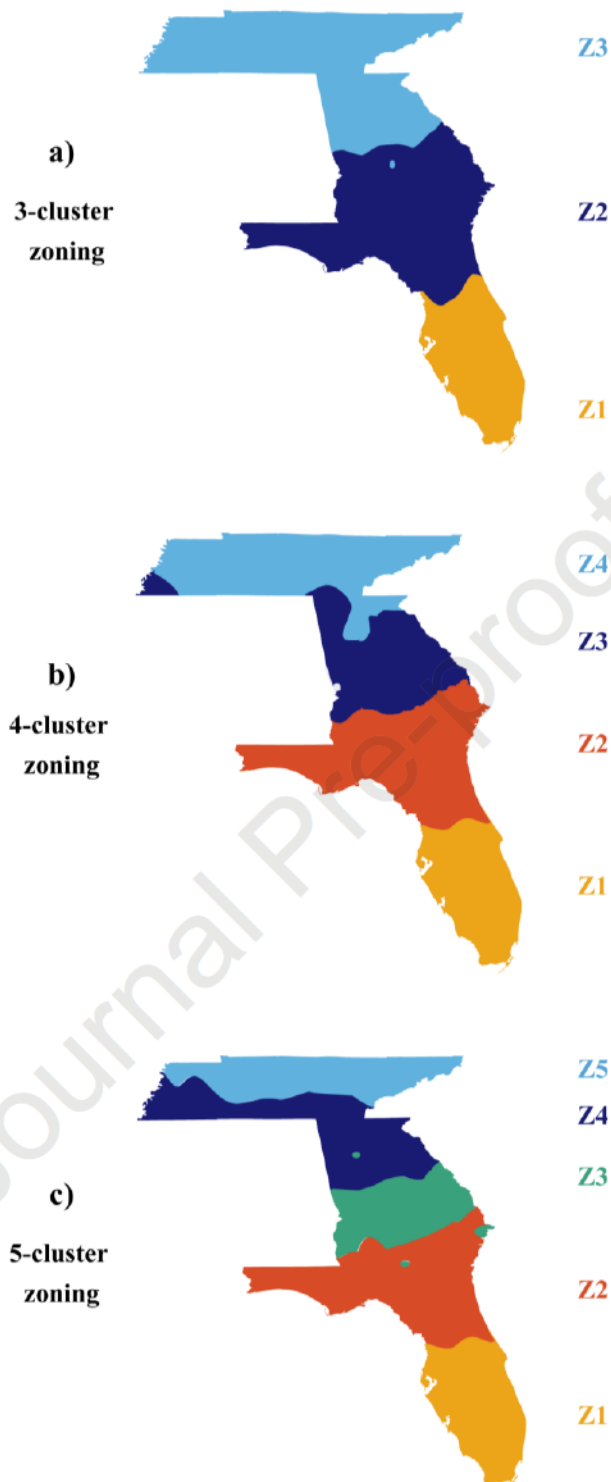 Z3
a)
3-cluster
zoning
Z2
Z1
Z4
Z3
b)
4-cluster
zoning
Z2
Z1
Journal Pre-proof
Z5
Z4
Z3
c)
5-cluster
zoning
Z2
Z1